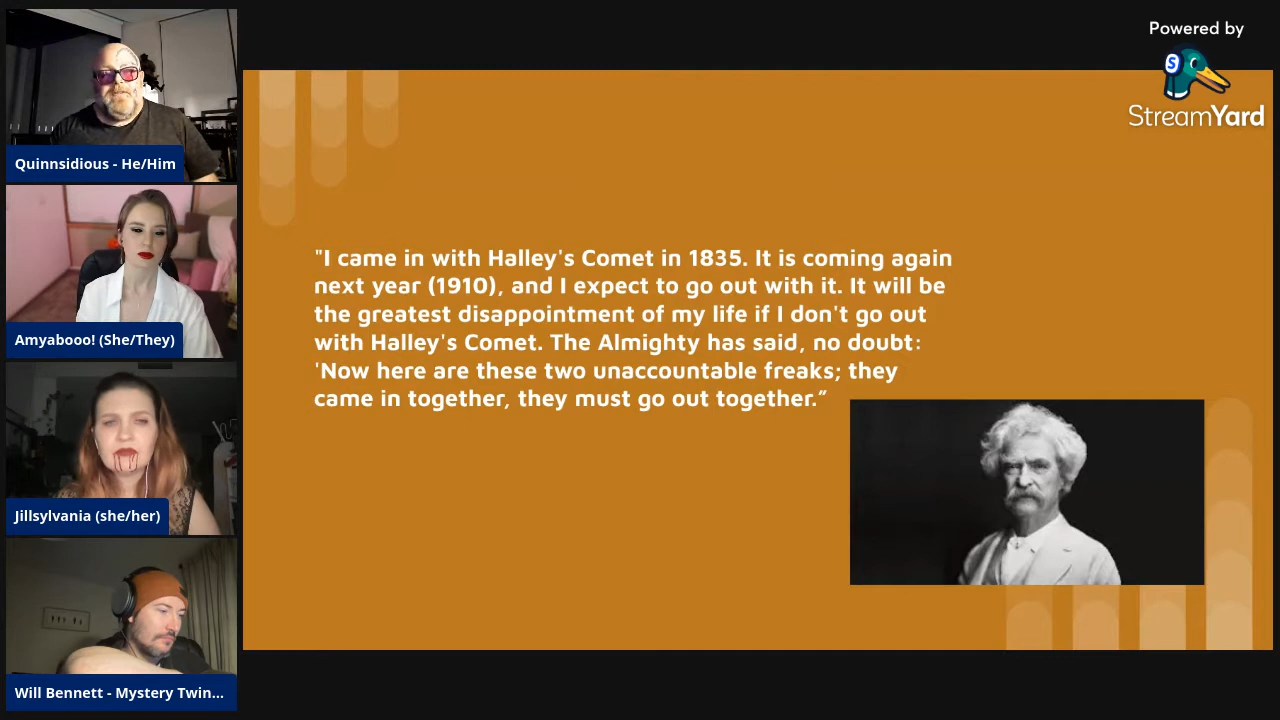 Powered by
S
StreamYard
Quinnsidious - He/Him
Amyabooo! (She/They)
Jillsylvania (she/her)
Will Bennett - Mystery Twin...
"I came in with Halley's Comet in 1835. It is coming again
next year (1910), and I expect to go out with it. It will be
the greatest disappointment of my life if I don't go out
with Halley's Comet. The Almighty has said, no doubt:
'Now here are these two unaccountable freaks; they
came in together, they must go out together.”